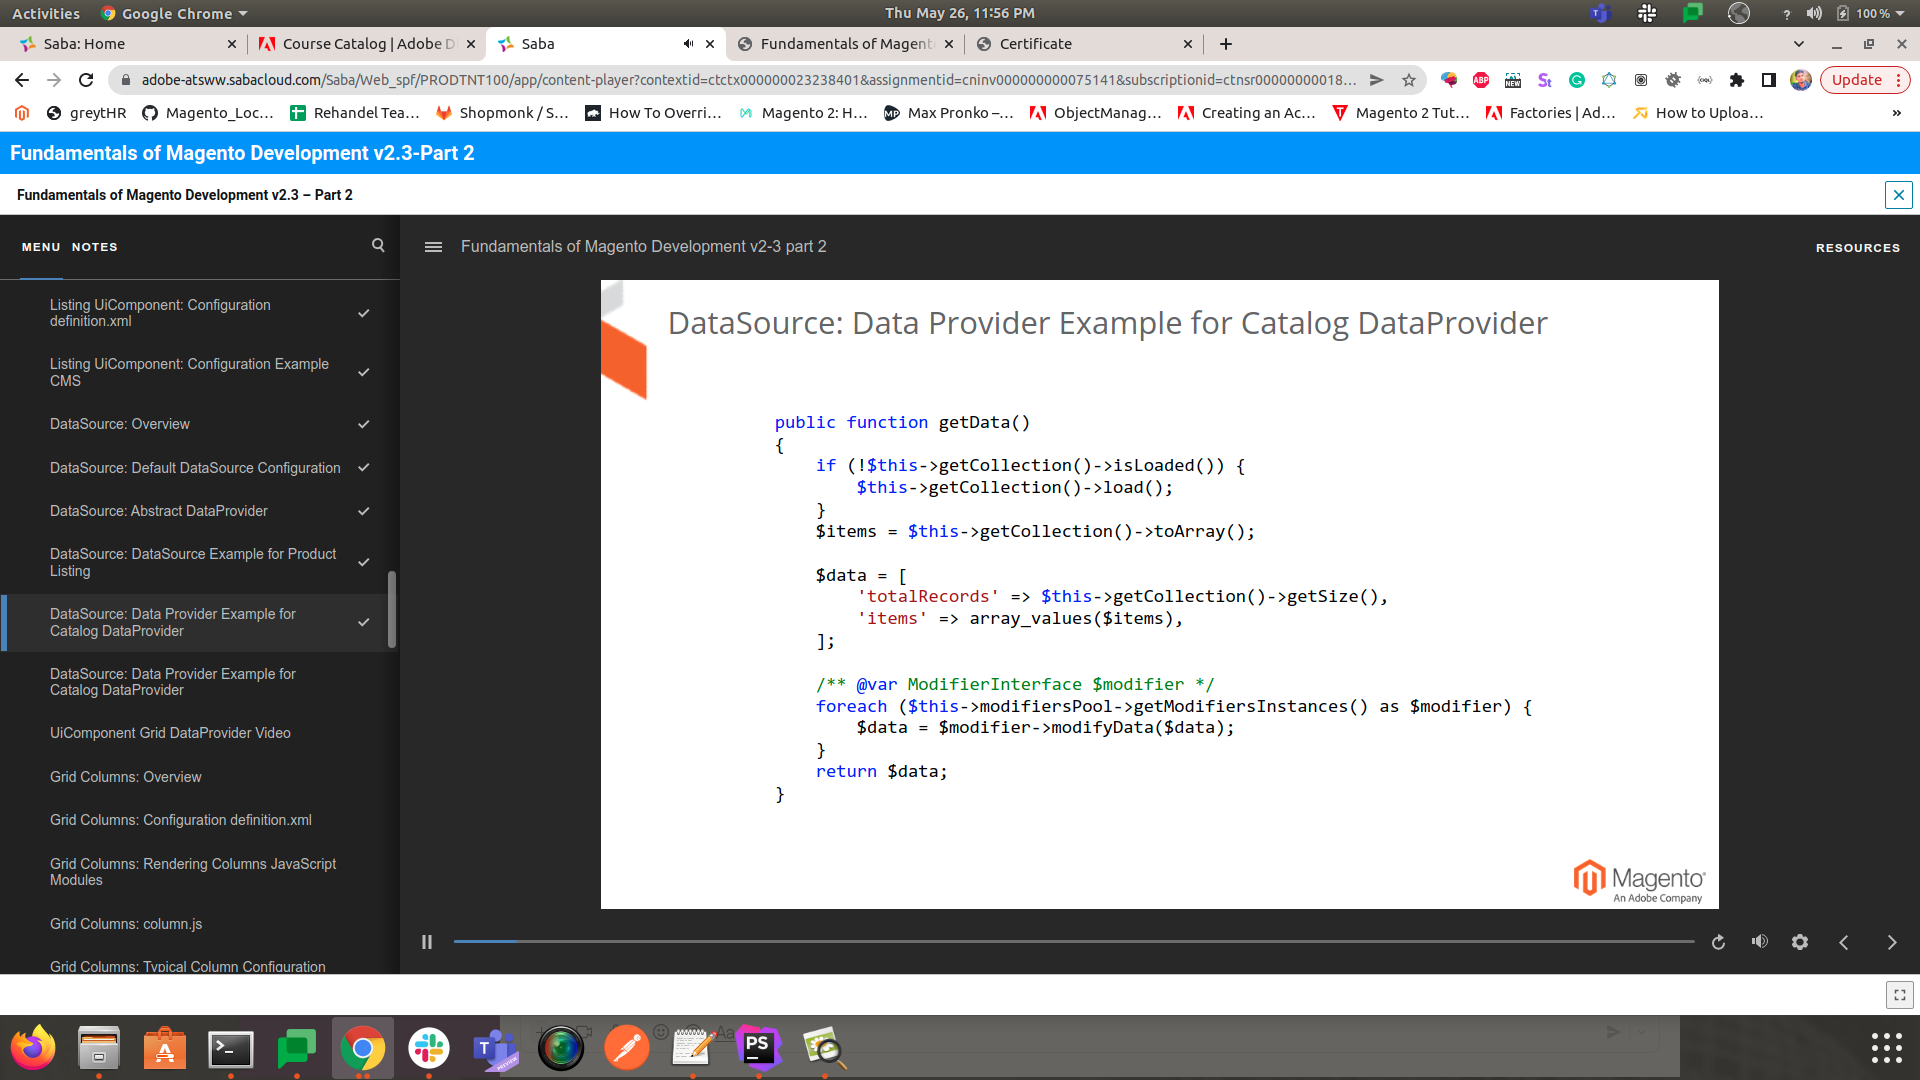 Activities
Google Chrome
Thu May 26, 11:56 PM
100 %
Saba: Home
Course Catalog | Adobe D
Saba
Fundamentals of Magent
Certificate
adobe-atsww.sabacloud.com/Saba/Web_spf/PRODTNT100/app/content-player?contextid=ctctx000000023238401&assignmentid=cninv000000000075141&subscriptionid=ctnsr00000000018...
ABP
NEW
Update
greytHR
Magento_Loc...
Rehandel Tea...
Shopmonk / S...
How To Overri...
Magento 2: H...
Max Pronko –...
ObjectManag...
Creating an Ac...
Magento 2 Tut...
Factories | Ad...
How to Uploa...
»
Fundamentals of Magento Development v2.3-Part 2
Fundamentals of Magento Development v2.3 – Part 2
MENU
NOTES
Fundamentals of Magento Development v2-3 part 2
RESOURCES
Listing UiComponent: Configuration
definition.xml
Listing UiComponent: Configuration Example
CMS
DataSource: Overview
DataSource: Default DataSource Configuration
DataSource: Abstract DataProvider
DataSource: DataSource Example for Product
Listing
DataSource: Data Provider Example for
Catalog DataProvider
DataSource: Data Provider Example for
Catalog DataProvider
UiComponent Grid DataProvider Video
Grid Columns: Overview
Grid Columns: Configuration definition.xml
Grid Columns: Rendering Columns JavaScript
Modules
Grid Columns: column.js
Grid Columns: Typical Column Configuration
DataSource: Data Provider Example for Catalog DataProvider
public function getData()
{
if (!$this->getCollection()->isLoaded()) {
$this->getCollection()->load();
}
$items = $this->getCollection()->toArray();
$data = [
'totalRecords' => $this->getCollection()->getSize(),
'items' => array_values($items),
];
/** @var ModifierInterface $modifier */
foreach ($this->modifiersPool->getModifiersInstances() as $modifier) {
$data = $modifier->modifyData($data);
}
return $data;
}
Magento
An Adobe Company
PS